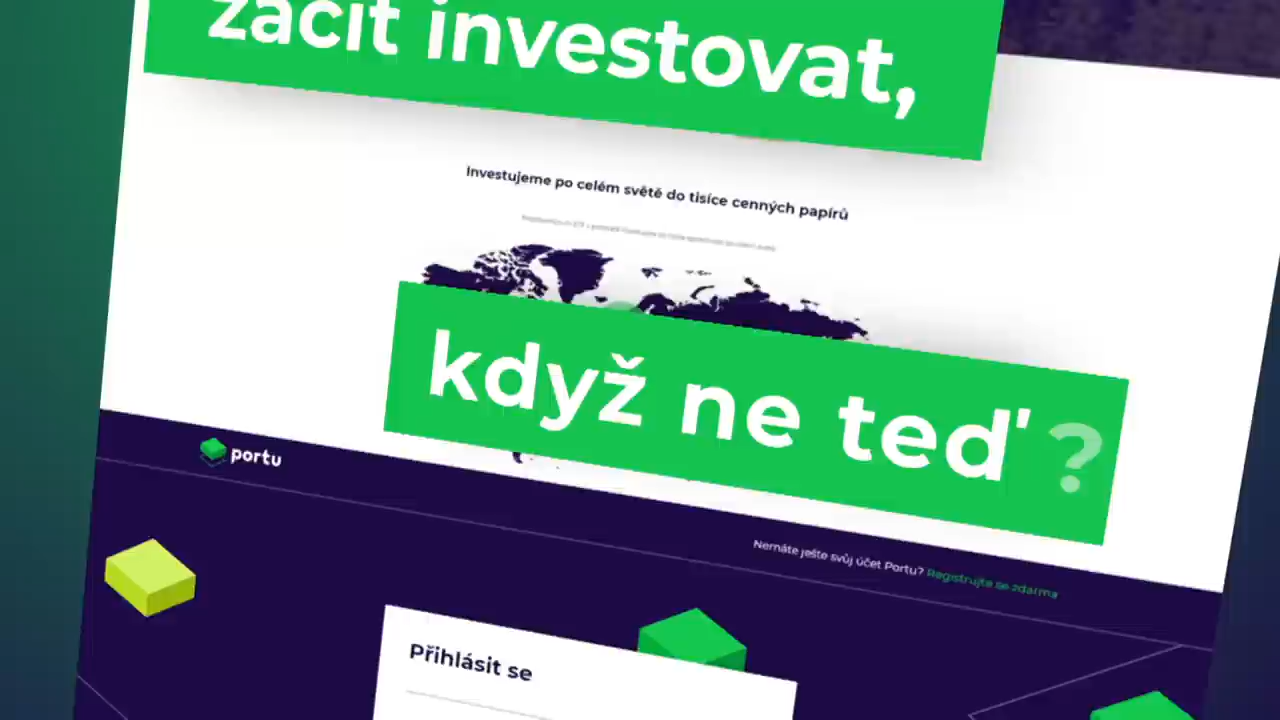 začít investovat,
Investujeme po celém světě do tisíce cenných papírů
když ne teď?
portu
Nemáte ješte svůj účet Portu? Registrujte se zdarma
Přihlásit se